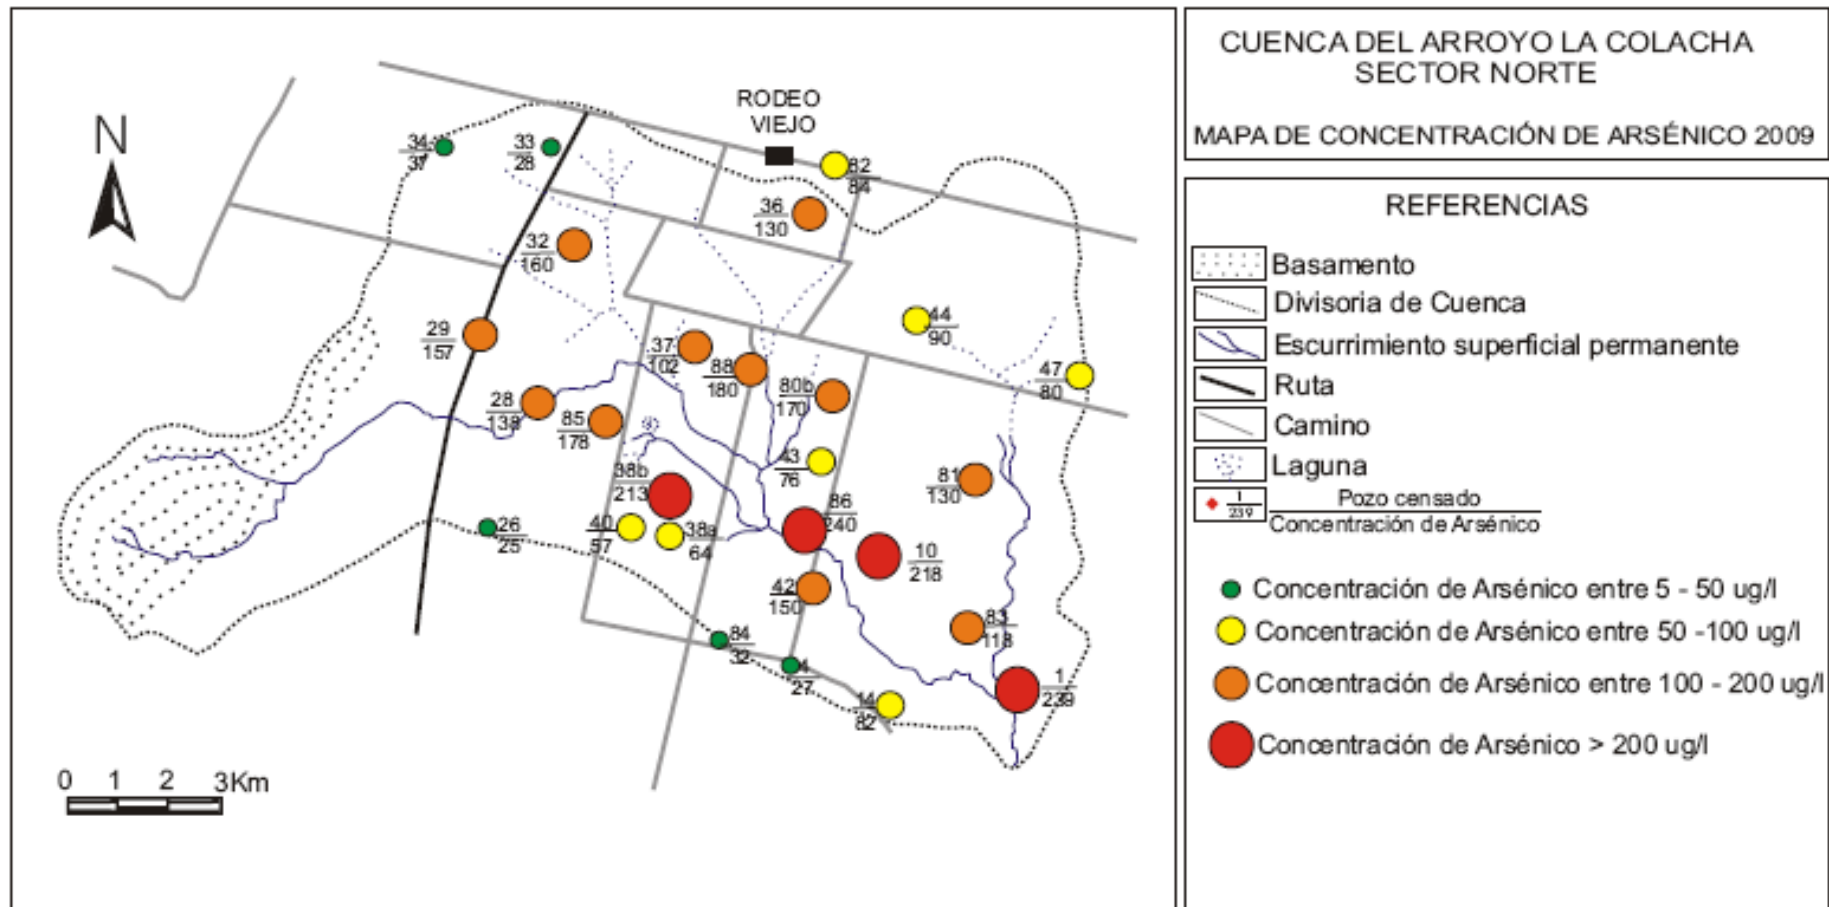 CUENCA DEL ARROYO LA COLACHA
SECTOR NORTE
MAPA DE CONCENTRACIÓN DE ARSÉNICO 2009
REFERENCIAS
Basamento
Divisoria de Cuenca
Escurrimiento superficial permanente
Ruta
Camino
Laguna
1
239
Pozo censado
Concentración de Arsénico
Concentración de Arsénico entre 5 - 50 ug/l
Concentración de Arsénico entre 50 -100 ug/l
Concentración de Arsénico entre 100 - 200 ug/l
Concentración de Arsénico > 200 ug/l
N
RODEO
VIEJO
34
37
33
28
82
84
36
130
32
160
29
157
44
90
47
80
37
102
88
180
80b
170
28
138
85
178
43
76
81
130
38b
213
86
240
40
57
38a
64
26
25
10
218
42
150
83
118
84
32
4
27
14
82
1
239
0 1 2 3Km